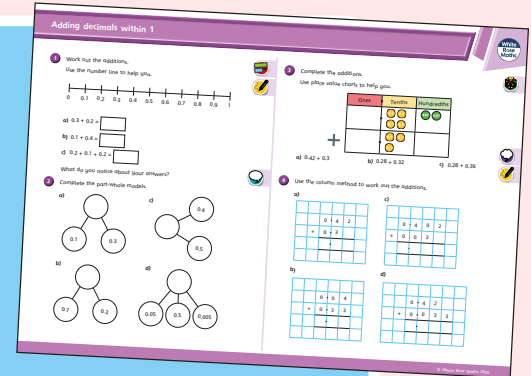 Adding decimals within 1
White
Rose
Maths
1 Work out the additions.
Use the number line to help you.
0 0.1 0.2 0.3 0.4 0.5 0.6 0.7 0.8 0.9 1
a) 0.3 + 0.2 =
b) 0.1 + 0.4 =
c) 0.2 + 0.1 + 0.2 =
What do you notice about your answers?
2 Complete the part-whole models.
a)
0.1 0.3
c)
0.4
0.5
b)
0.7 0.2
d)
0.05 0.5 0.005
3 Complete the additions.
Use place value charts to help you.
Ones Tenths Hundredths
+
a) 0.42 + 0.3
b) 0.28 + 0.32
c) 0.28 + 0.35
4 Use the column method to work out the additions.
a)
0 . 4 2
+ 0 . 3
.
c)
0 . 4 0 2
+ 0 0 3
b)
0 0 4
+ 0 . 3 3
.
d)
0 . 4 2
+ 0 . 0 3 3
.
© White Rose Maths 2022